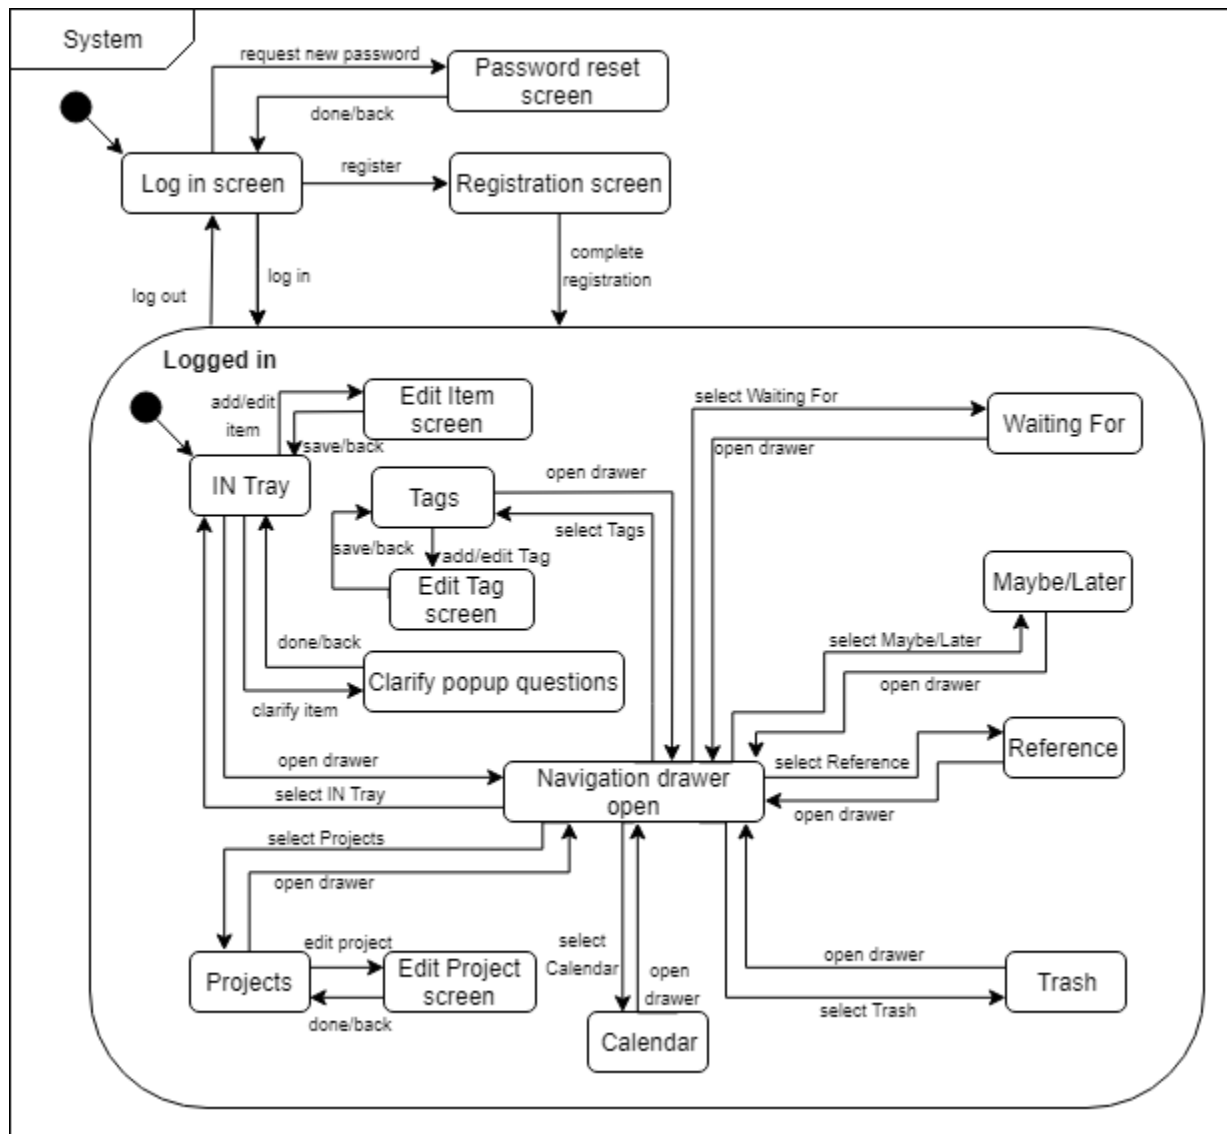 System
request new password
Password reset
screen
done/back
Log in screen
register
Registration screen
complete
registration
log in
log out
Logged in
add/edit
item
Edit Item
screen
save/back
IN Tray
select Waiting For
Waiting For
open drawer
Tags
open drawer
select Tags
save/back
add/edit Tag
Edit Tag
screen
Maybe/Later
select Maybe/Later
open drawer
done/back
Clarify popup questions
clarify item
Reference
select Reference
open drawer
open drawer
select IN Tray
Navigation drawer
open
select Projects
open drawer
Projects
edit project
Edit Project
screen
done/back
select
Calendar
open
drawer
Calendar
open drawer
Trash
select Trash